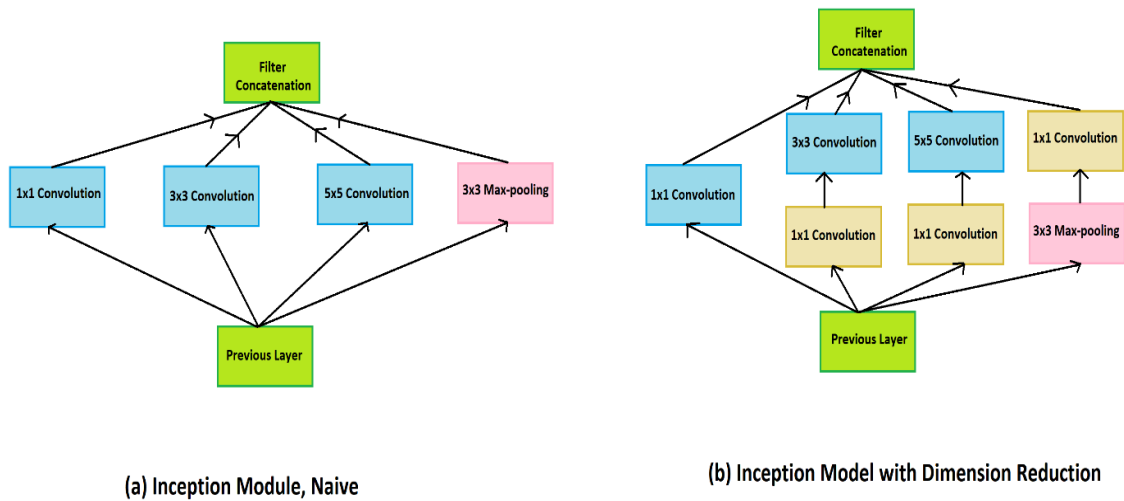 Filter
Concatenation
1x1 Convolution
3x3 Convolution
5x5 Convolution
3x3 Max-pooling
Previous Layer
(a) Inception Module, Naive
Filter
Concatenation
3x3 Convolution
5x5 Convolution
1x1 Convolution
1x1 Convolution
1x1 Convolution
1x1 Convolution
3x3 Max-pooling
Previous Layer
(b) Inception Model with Dimension Reduction